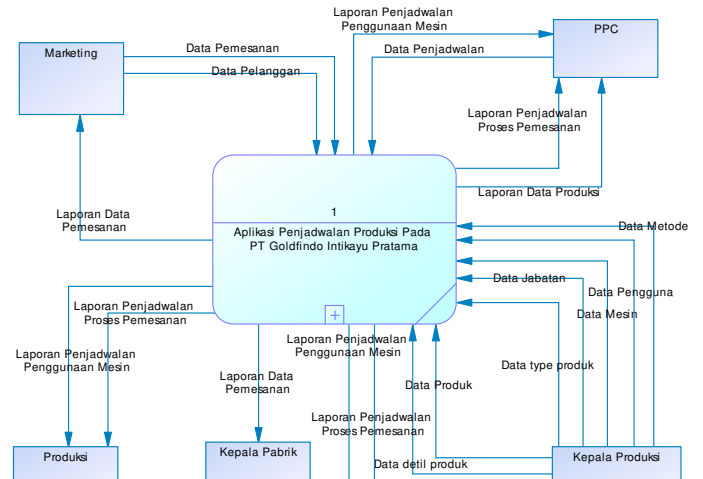 Laporan Penjadwalan
Penggunaan Mesin
PPC
Marketing
Data Pemesanan
Data Penjadwalan
Data Pelanggan
Laporan Penjadwalan
Proses Pemesanan
Laporan Data Produksi
1
Aplikasi Penjadwalan Produksi Pada
PT Goldfindo Intikayu Pratama
+
Laporan Data
Pemesanan
Data Metode
Data Jabatan
Data Pengguna
Data Mesin
Laporan Penjadwalan
Proses Pemesanan
Laporan Penjadwalan
Penggunaan Mesin
Laporan Penjadwalan
Penggunaan Mesin
Laporan Data
Pemesanan
Data type produk
Data Produk
Laporan Penjadwalan
Proses Pemesanan
Data detil produk
Produksi
Kepala Pabrik
Kepala Produksi